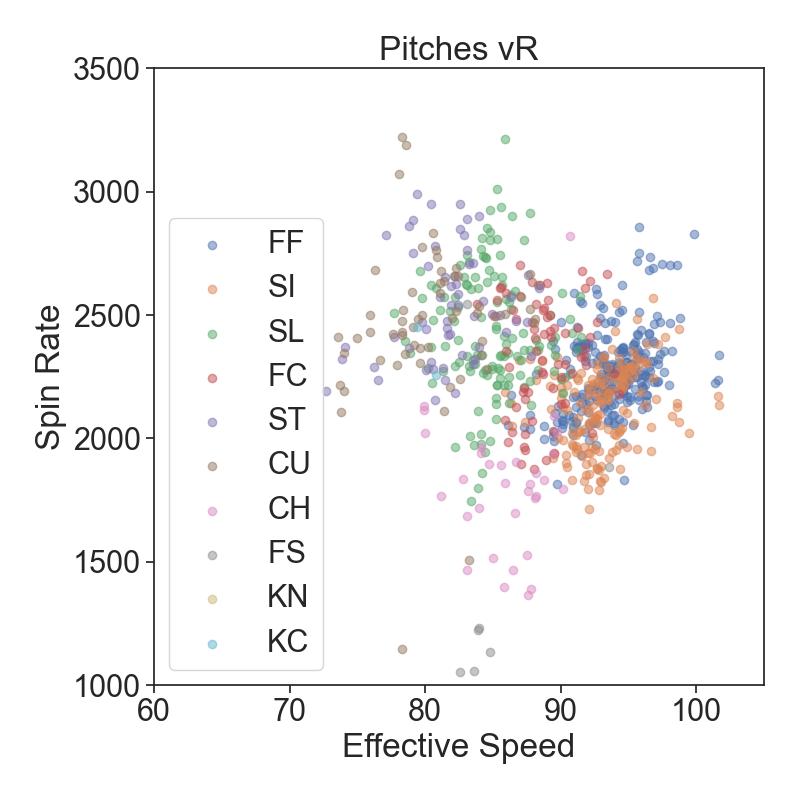 Pitches vR
3500
3000
2500
2000
1500
1000
Spin Rate
FF
SI
SL
FC
ST
CU
CH
FS
KN
KC
60 70 80 90 100
Effective Speed